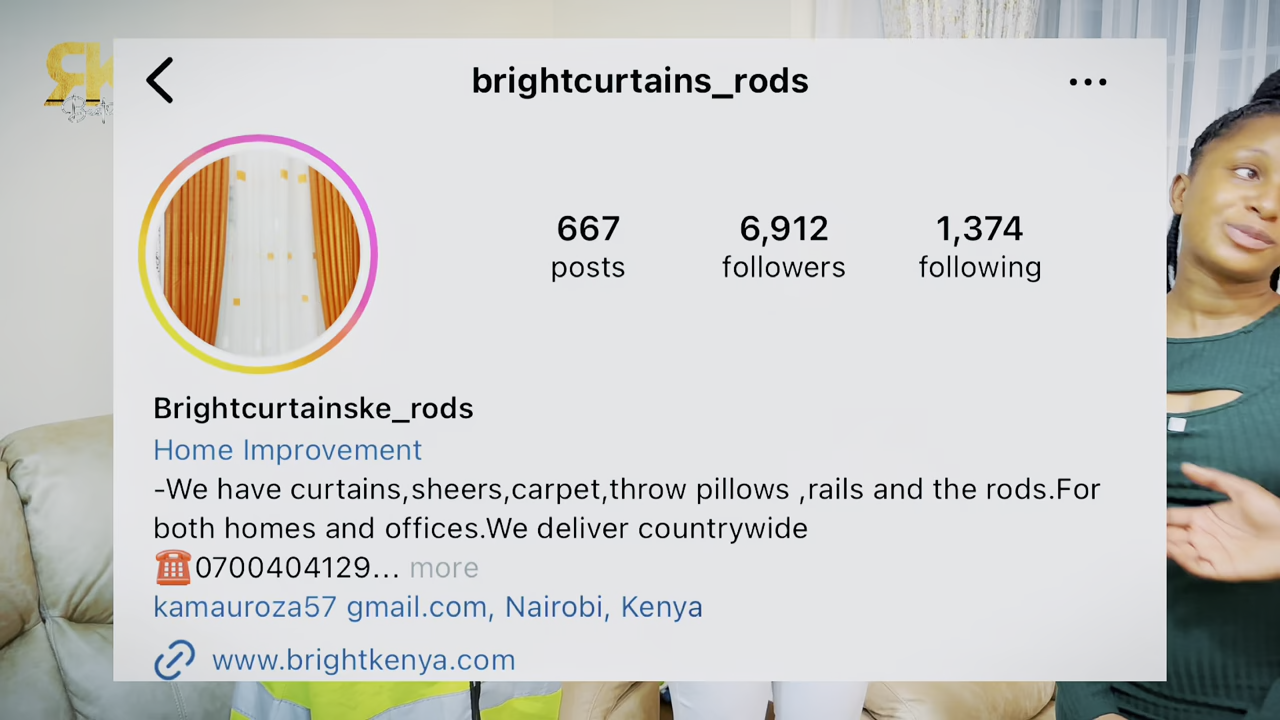 brightcurtains_rods
667
posts
6,912
followers
1,374
following
Brightcurtainske_rods
Home Improvement
-We have curtains,sheers,carpet,throw pillows ,rails and the rods.For
both homes and offices.We deliver countrywide
☎️0700404129... more
kamauroza57 gmail.com, Nairobi, Kenya
www.brightkenya.com